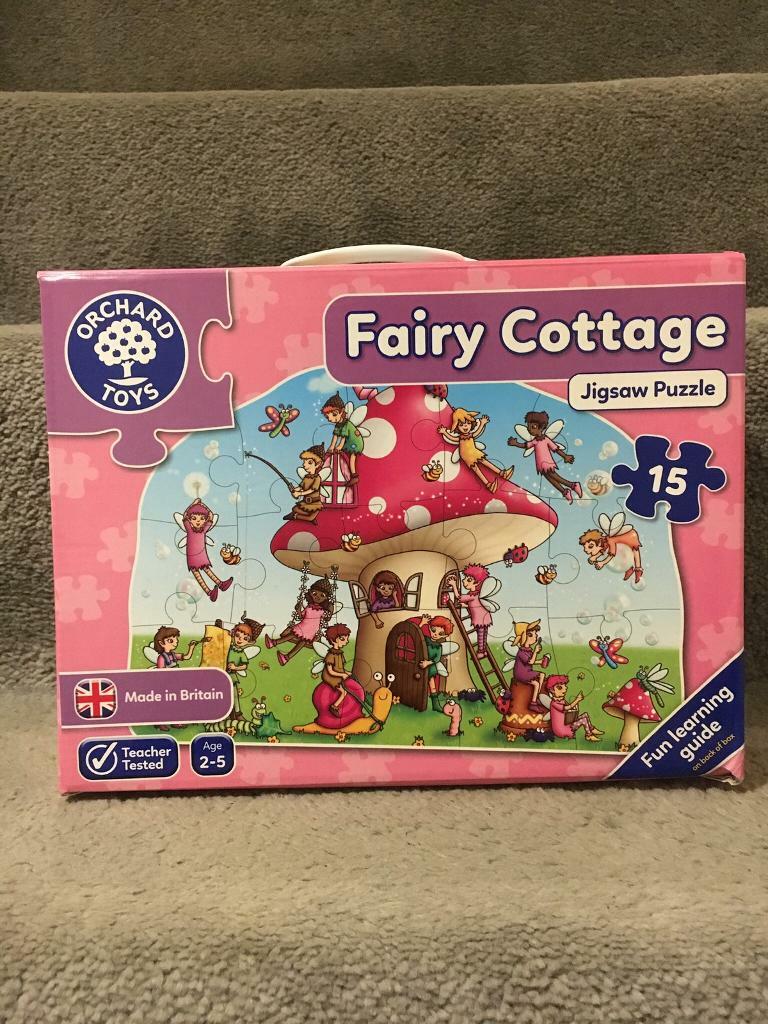 ORCHARD
TOYS
Fairy Cottage
Jigsaw Puzzle
15
Made in Britain
Teacher
Tested
Age
2-5
Fun learning
guide
on back of box